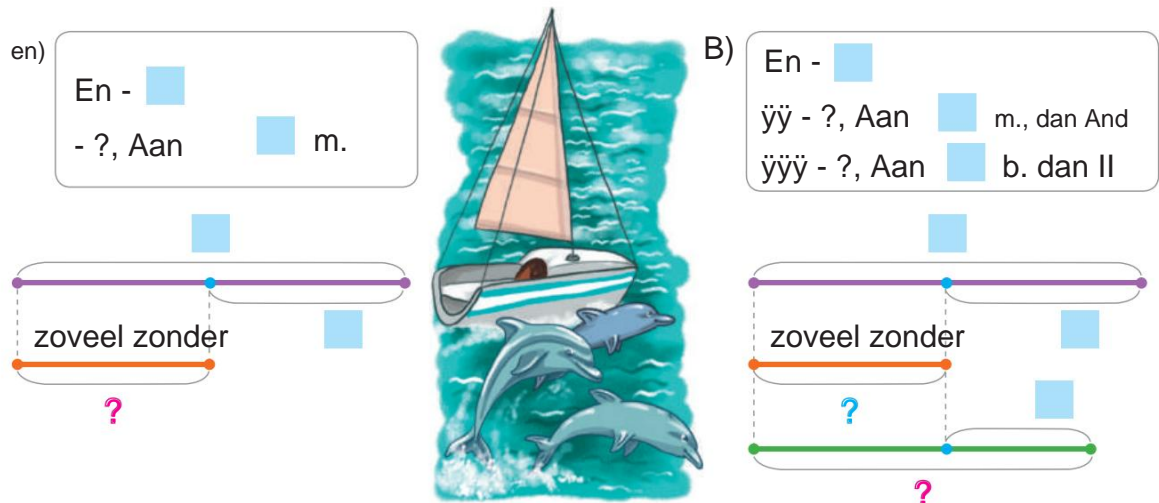 en)
En -
- ?, Aan m.
zoveel zonder
?
B)
En -
ÿÿ - ?, Aan m., dan And
ÿÿÿ - ?, Aan b. dan II
zoveel zonder
?
?